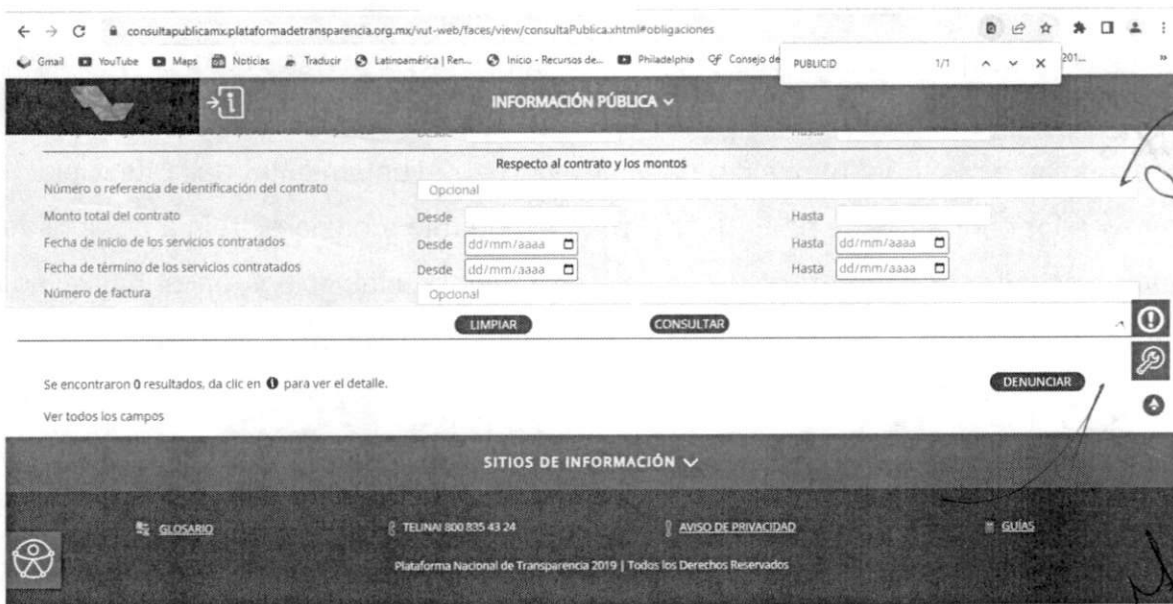 consultapublicamx.plataformadetransparencia.org.mx/vut-web/faces/view/consultaPublica.xhtml#obligaciones
Gmail YouTube Maps Noticias Traducir Latinoamérica | Ren... Inicio - Recursos de... Philadelphia Consejo de 201...
PUBLICID 1/1
INFORMACIÓN PÚBLICA
Desde Hasta
Respecto al contrato y los montos
Número o referencia de identificación del contrato Opcional
Monto total del contrato Desde Hasta
Fecha de inicio de los servicios contratados Desde dd/mm/aaaa Hasta dd/mm/aaaa
Fecha de término de los servicios contratados Desde dd/mm/aaaa Hasta dd/mm/aaaa
Número de factura Opcional
LIMPIAR CONSULTAR
Se encontraron 0 resultados, da clic en i para ver el detalle.
DENUNCIAR
Ver todos los campos
SITIOS DE INFORMACIÓN
GLOSARIO TELINAI 800 835 43 24 AVISO DE PRIVACIDAD GUÍAS
Plataforma Nacional de Transparencia 2019 | Todos los Derechos Reservados